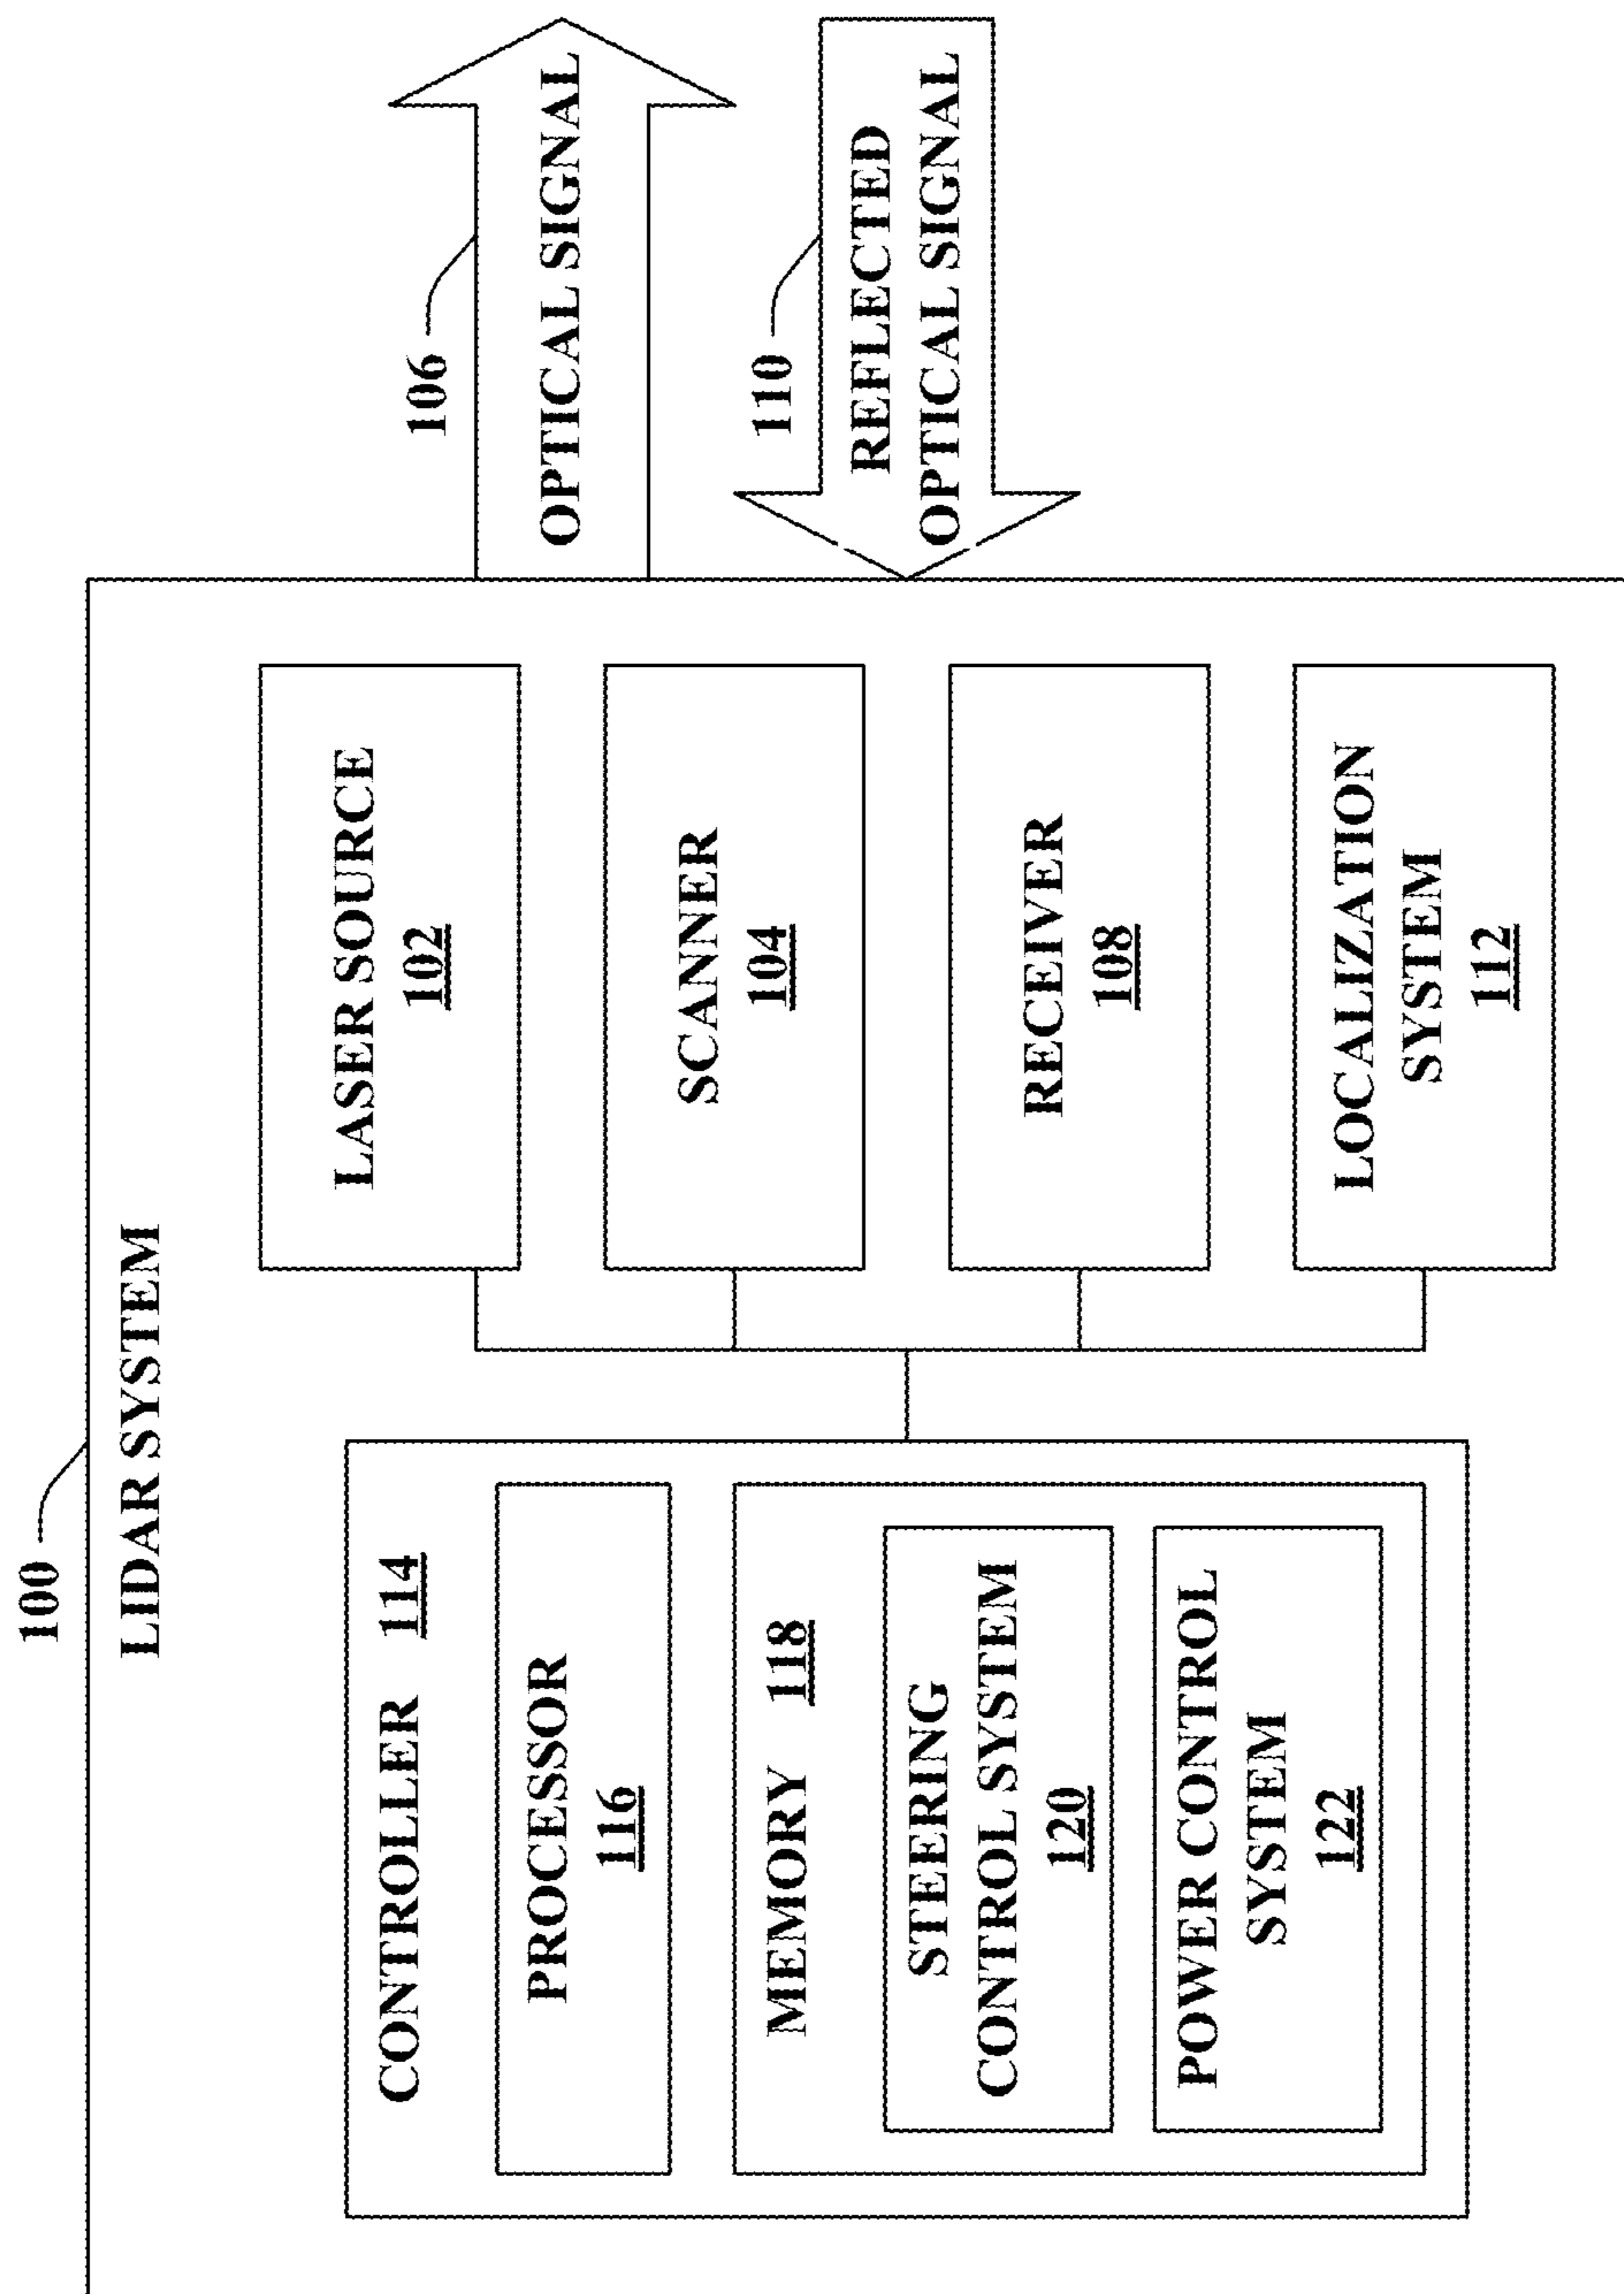 100
LIDAR SYSTEM
CONTROLLER 114
PROCESSOR
116
MEMORY 118
STEERING
CONTROL SYSTEM
120
POWER CONTROL
SYSTEM
122
LASER SOURCE
102
SCANNER
104
RECEIVER
108
LOCALIZATION
SYSTEM
112
106
OPTICAL SIGNAL
110
REFLECTED
OPTICAL SIGNAL